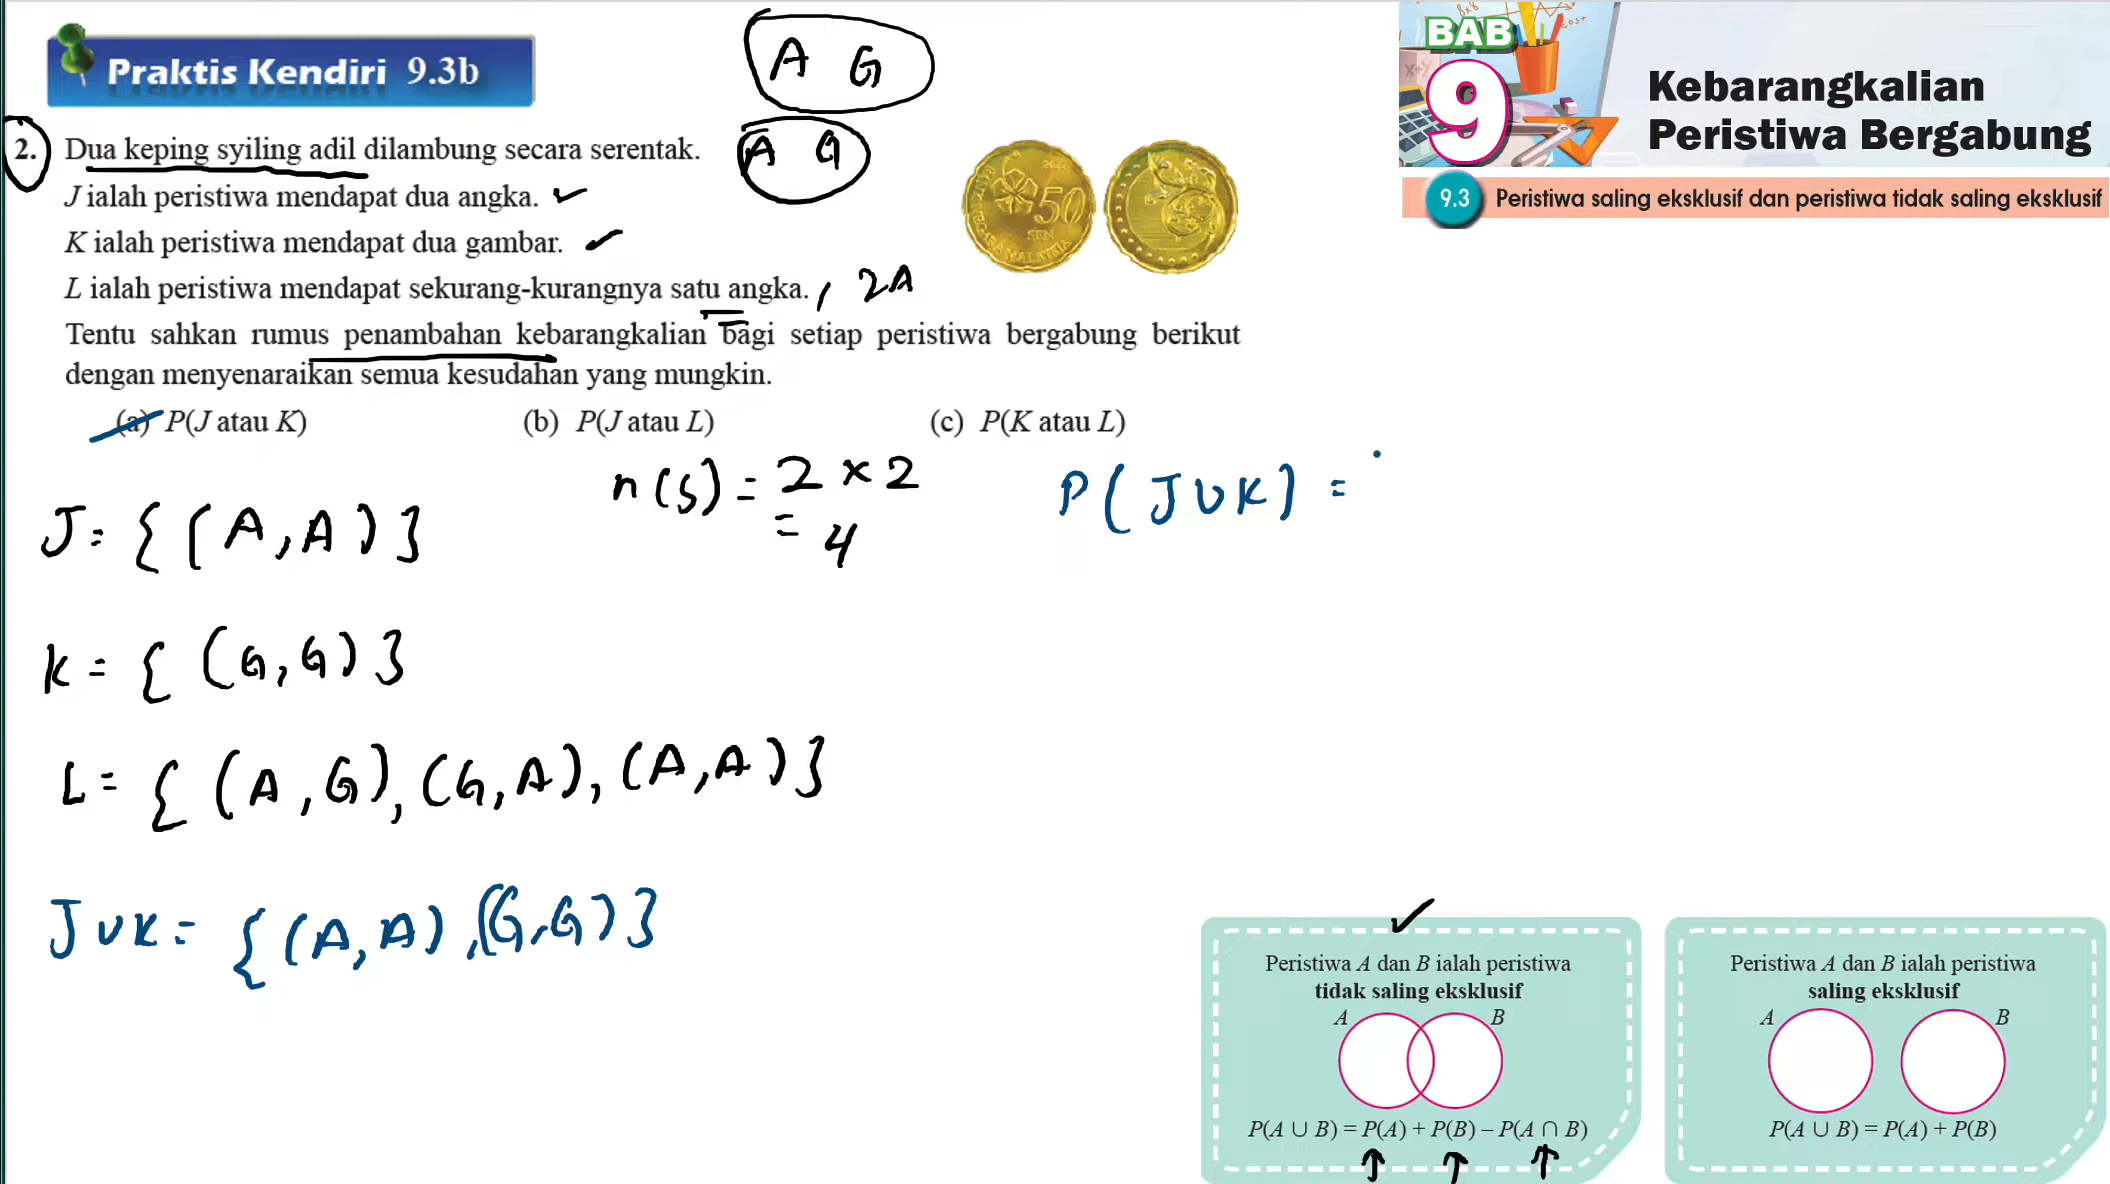 Praktis Kendiri 9.3b
A G
A G
BAB 9
Kebarangkalian
Peristiwa Bergabung
9.3 Peristiwa saling eksklusif dan peristiwa tidak saling eksklusif
2. Dua keping syiling adil dilambung secara serentak.
J ialah peristiwa mendapat dua angka.
K ialah peristiwa mendapat dua gambar.
L ialah peristiwa mendapat sekurang-kurangnya satu angka. , 2A
Tentu sahkan rumus penambahan kebarangkalian bagi setiap peristiwa bergabung berikut
dengan menyenaraikan semua kesudahan yang mungkin.
(a) P(J atau K) (b) P(J atau L) (c) P(K atau L)
n(S) = 2 × 2
= 4
P(J∪K) =
J = {(A,A)}
K = {(G,G)}
L = {(A,G),(G,A),(A,A)}
J∪K = {(A,A),(G,G)}
Peristiwa A dan B ialah peristiwa
tidak saling eksklusif
A B
P(A ∪ B) = P(A) + P(B) – P(A ∩ B)
Peristiwa A dan B ialah peristiwa
saling eksklusif
A B
P(A ∪ B) = P(A) + P(B)
50
SEN